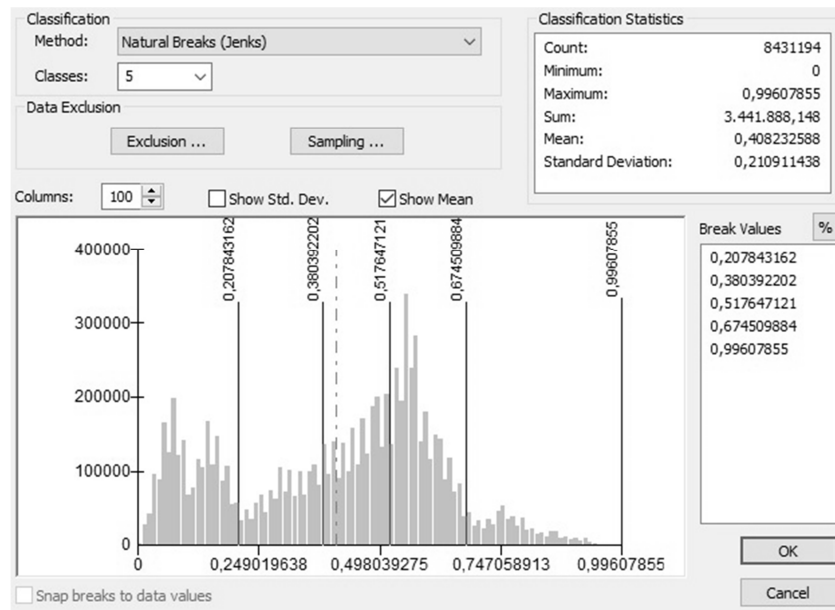 Classification
Method: Natural Breaks (Jenks)
Classes: 5
Data Exclusion
Exclusion ... Sampling ...
Classification Statistics
Count: 8431194
Minimum: 0
Maximum: 0,99607855
Sum: 3.441.888,148
Mean: 0,408232588
Standard Deviation: 0,210911438
Columns: 100 Show Std. Dev. Show Mean
0,207843162
0,380392202
0,517647121
0,674509884
0,99607855
400000
300000
200000
100000
0
0 0,249019638 0,498039275 0,747058913 0,99607855
Break Values %
0,207843162
0,380392202
0,517647121
0,674509884
0,99607855
Snap breaks to data values
OK
Cancel